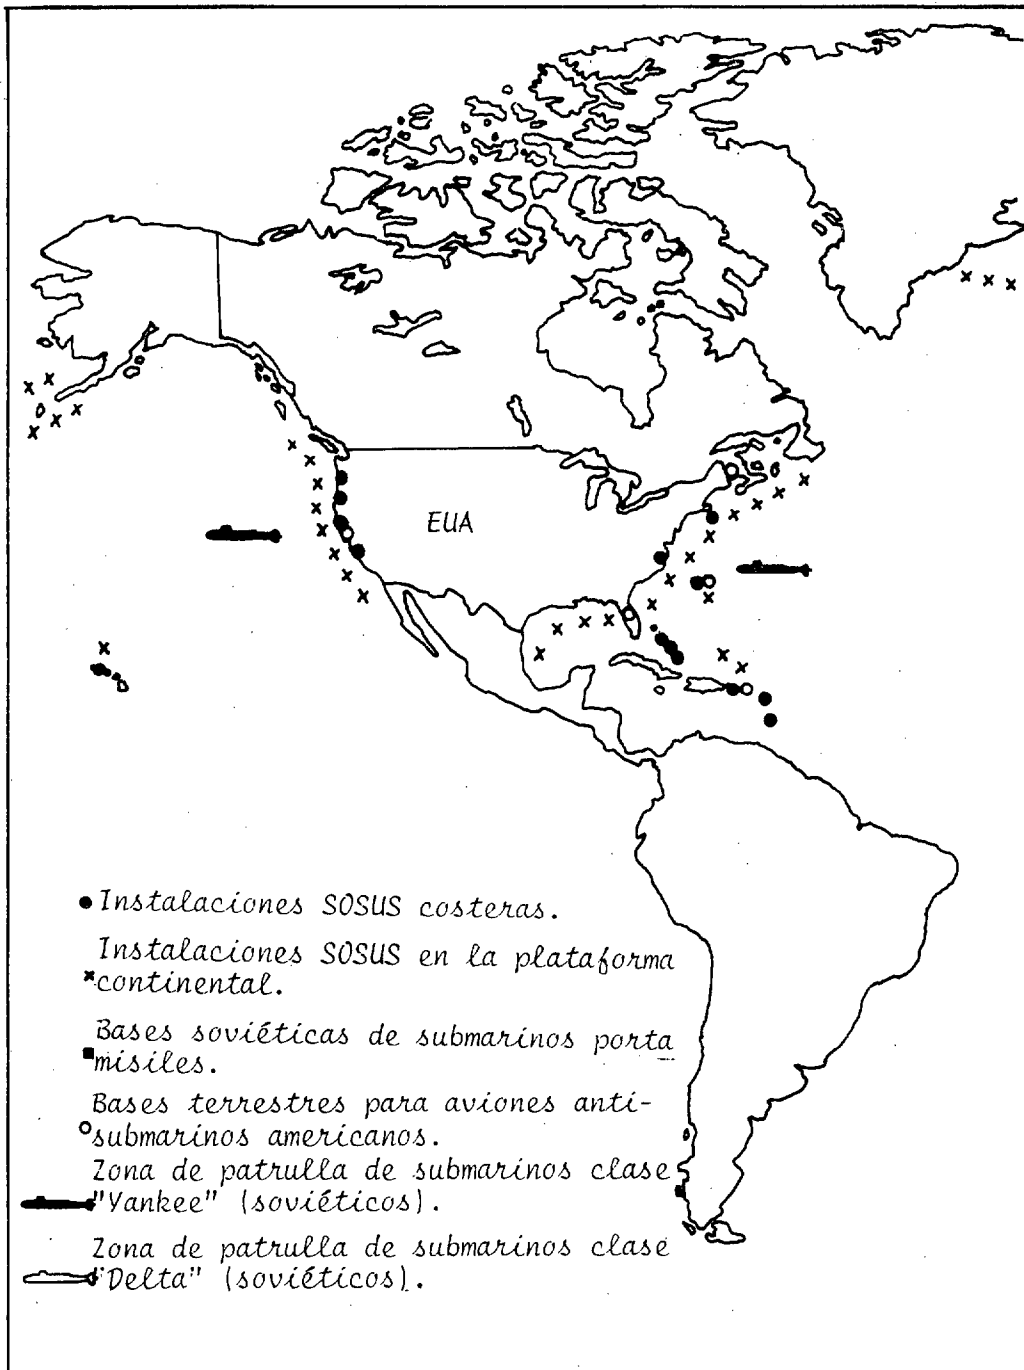 EUA
Instalaciones SOSUS costeras.
Instalaciones SOSUS en la plataforma
continental.
Bases soviéticas de submarinos porta
misiles.
Bases terrestres para aviones anti-
submarinos americanos.
Zona de patrulla de submarinos clase
"Yankee" (soviéticos).
Zona de patrulla de submarinos clase
"Delta" (soviéticos).